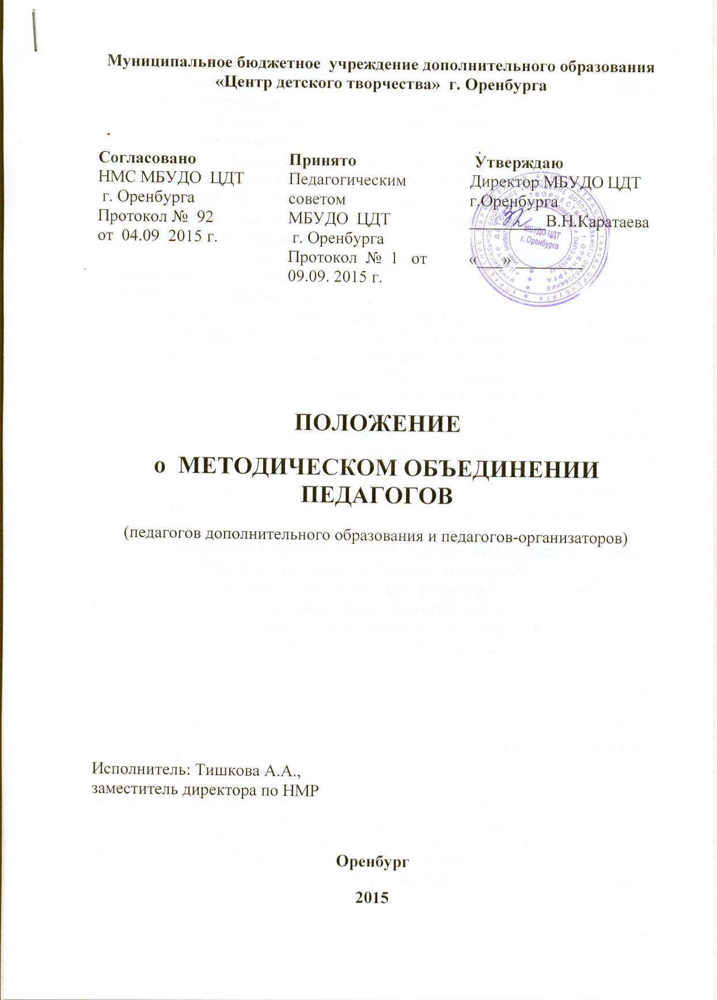 Муниципальное бюджетное учреждение дополнительного образования
«Центр детского творчества» г. Оренбурга
Согласовано
НМС МБУДО ЦДТ
г. Оренбурга
Протокол № 92
от 04.09 2015 г.
Принято
Педагогическим
советом
МБУДО ЦДТ
г. Оренбурга
Протокол № 1 от
09.09. 2015 г.
Утверждаю
Директор МБУДО ЦДТ
г.Оренбурга
__________В.Н.Каратаева
«___»_________
МБУДО ЦДТ
г. Оренбурга
ПОЛОЖЕНИЕ
о МЕТОДИЧЕСКОМ ОБЪЕДИНЕНИИ
ПЕДАГОГОВ
(педагогов дополнительного образования и педагогов-организаторов)
Исполнитель: Тишкова А.А.,
заместитель директора по НМР
Оренбург
2015